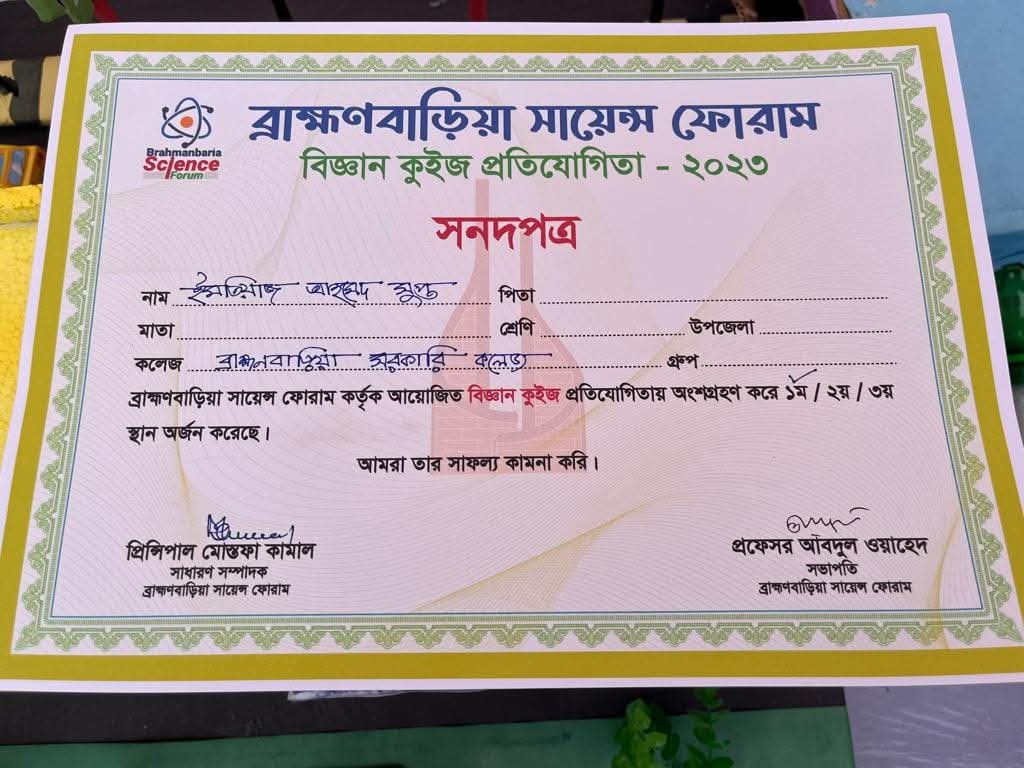 Brahmanbaria
Science
Forum
ব্রাহ্মণবাড়িয়া সায়েন্স ফোরাম
বিজ্ঞান কুইজ প্রতিযোগিতা - ২০২৩
সনদপত্র
নাম ইমতিয়াজ আহমেদ সুপ্ত পিতা
মাতা শ্রেণি উপজেলা
কলেজ ব্রাহ্মণবাড়িয়া সরকারি কলেজ গ্রুপ
ব্রাহ্মণবাড়িয়া সায়েন্স ফোরাম কর্তৃক আয়োজিত বিজ্ঞান কুইজ প্রতিযোগিতায় অংশগ্রহণ করে ১ম / ২য় / ৩য়
স্থান অর্জন করেছে।
আমরা তার সাফল্য কামনা করি।
প্রিন্সিপাল মোস্তফা কামাল
সাধারণ সম্পাদক
ব্রাহ্মণবাড়িয়া সায়েন্স ফোরাম
প্রফেসর আবদুল ওয়াহেদ
সভাপতি
ব্রাহ্মণবাড়িয়া সায়েন্স ফোরাম